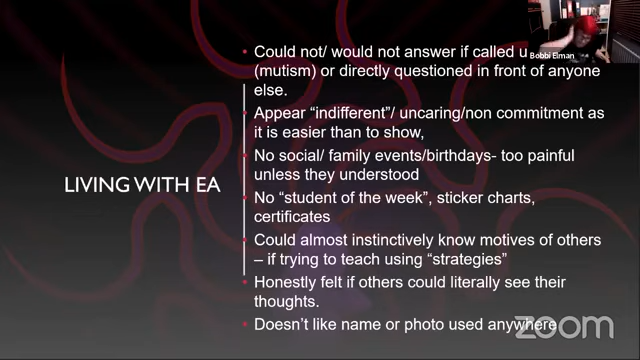 LIVING WITH EA
• Could not/ would not answer if called u
(mutism) or directly questioned in front of anyone
else.
• Appear “indifferent”/ uncaring/non commitment as
it is easier than to show,
• No social/ family events/birthdays- too painful
unless they understood
• No “student of the week”, sticker charts,
certificates
• Could almost instinctively know motives of others
– if trying to teach using “strategies”
• Honestly felt if others could literally see their
thoughts.
• Doesn’t like name or photo used anywhere
Bobbi Elman
zoom